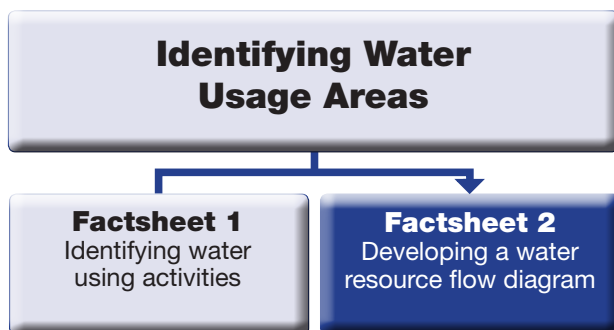 Identifying Water
Usage Areas
Factsheet 1
Identifying water
using activities
Factsheet 2
Developing a water
resource flow diagram